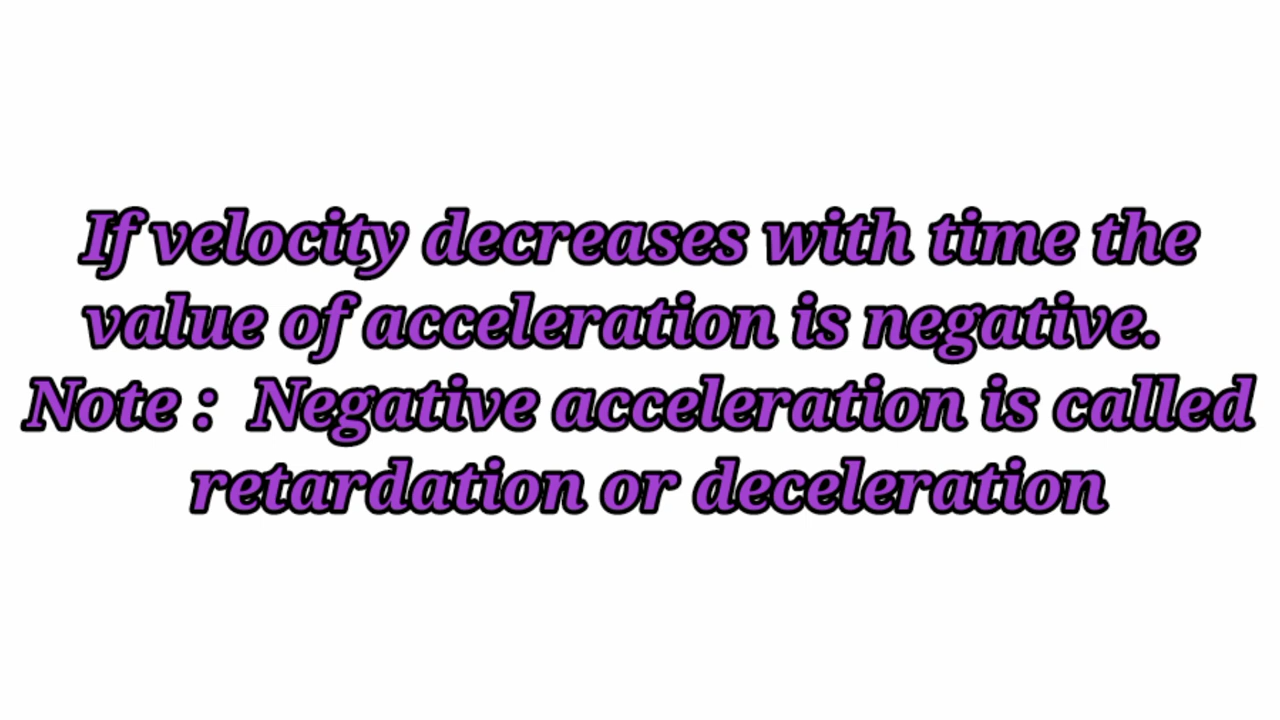 If velocity decreases with time the
value of acceleration is negative.
Note :  Negative acceleration is called
retardation or deceleration